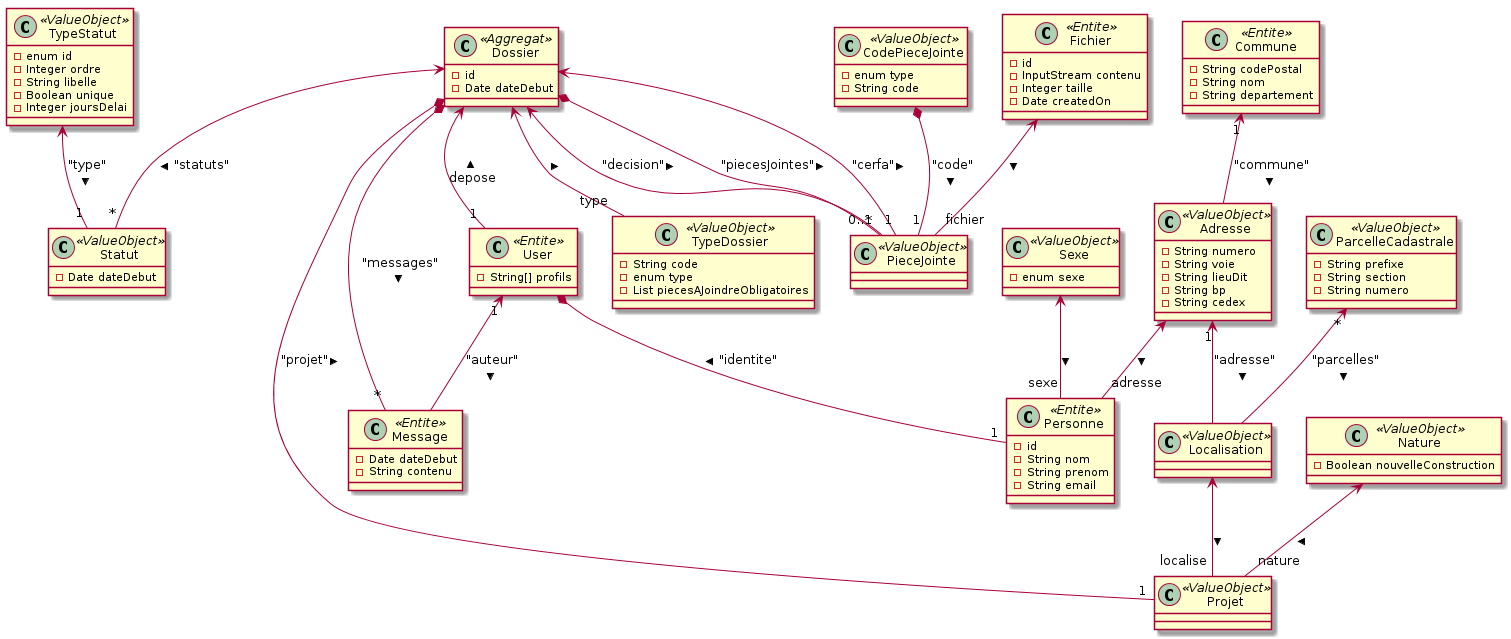 «ValueObject»
TypeStatut
enum id
Integer ordre
String libelle
Boolean unique
Integer joursDelai
«Aggregat»
Dossier
id
Date dateDebut
«ValueObject»
CodePieceJointe
enum type
String code
«Entite»
Fichier
id
InputStream contenu
Integer taille
Date createdOn
«Entite»
Commune
String codePostal
String nom
String departement
"type"
1
"statuts"
*
depose
1
type
"decision"
0..1
"piecesJointes"
*
"cerfa"
1
"code"
1
fichier
1
"commune"
«ValueObject»
Statut
Date dateDebut
"messages"
*
«Entite»
User
String[] profils
«ValueObject»
TypeDossier
String code
enum type
List piecesAJoindreObligatoires
«ValueObject»
PieceJointe
«ValueObject»
Sexe
enum sexe
«ValueObject»
Adresse
String numero
String voie
String lieuDit
String bp
String cedex
«ValueObject»
ParcelleCadastrale
String prefixe
String section
String numero
"projet"
1
1
"auteur"
"identite"
1
sexe
adresse
1
"adresse"
*
"parcelles"
«Entite»
Message
Date dateDebut
String contenu
«Entite»
Personne
id
String nom
String prenom
String email
«ValueObject»
Localisation
«ValueObject»
Nature
Boolean nouvelleConstruction
localise
nature
«ValueObject»
Projet